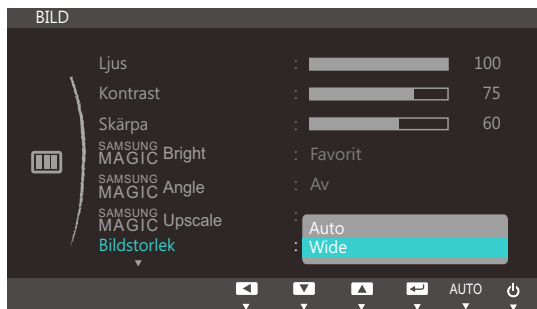 BILD
Ljus : 100
Kontrast : 75
Skärpa : 60
SAMSUNG MAGIC Bright : Favorit
SAMSUNG MAGIC Angle : Av
SAMSUNG MAGIC Upscale :
Auto
Bildstorlek : Wide
AUTO